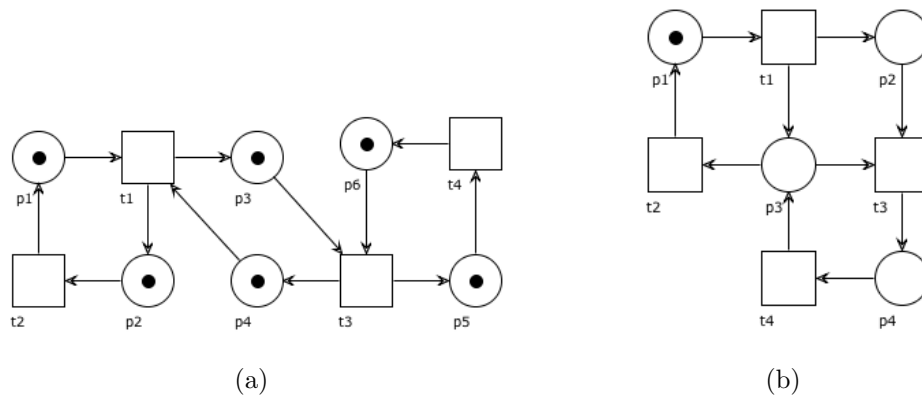 p1 t1 p2
p1 t1 p3 p6 t4
t2 p3 t3
t2 p2 p4 t3 p5
t4 p4
(a) (b)